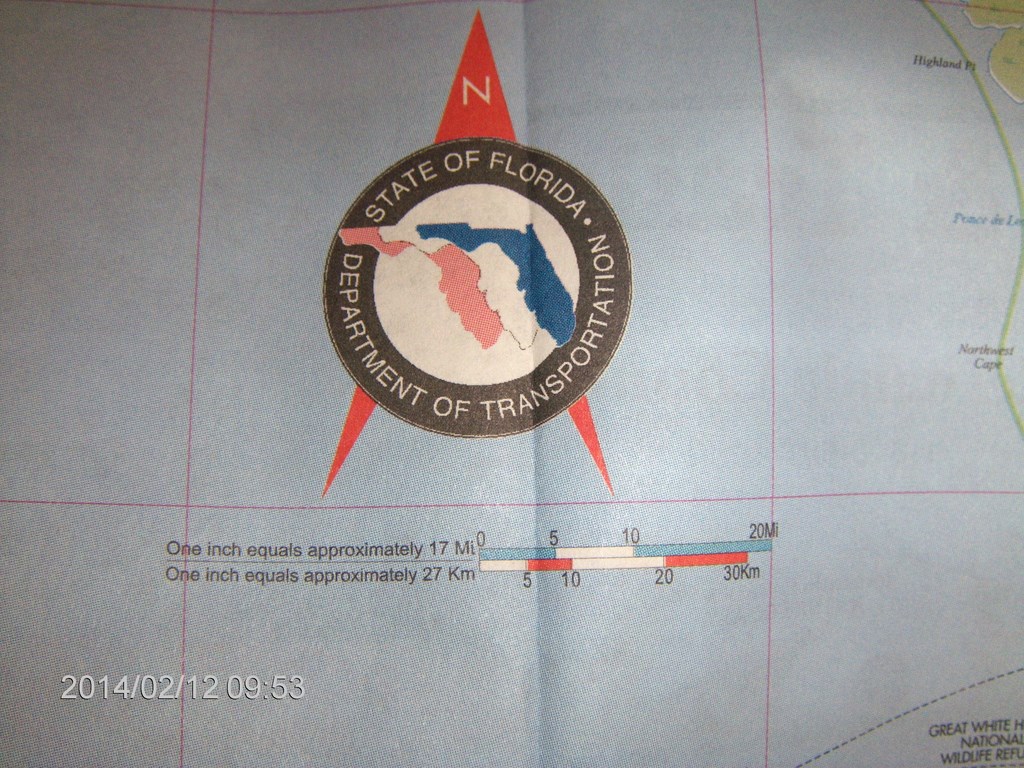 N
STATE OF FLORIDA •
DEPARTMENT OF TRANSPORTATION
Highland Pt
Ponce de
Northwest
Cape
0 5 10 20Mi
One inch equals approximately 17 Mi
One inch equals approximately 27 Km
5 10 20 30Km
2014/02/12 09:53
GREAT WHITE H
NATIONAL
WILDLIFE REFU